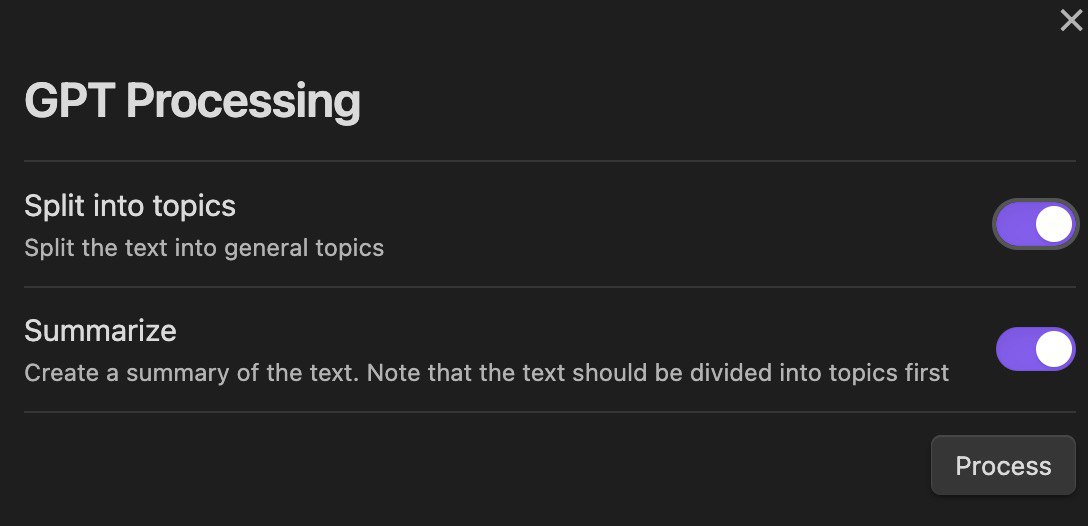 GPT Processing
Split into topics
Split the text into general topics
Summarize
Create a summary of the text. Note that the text should be divided into topics first
Process